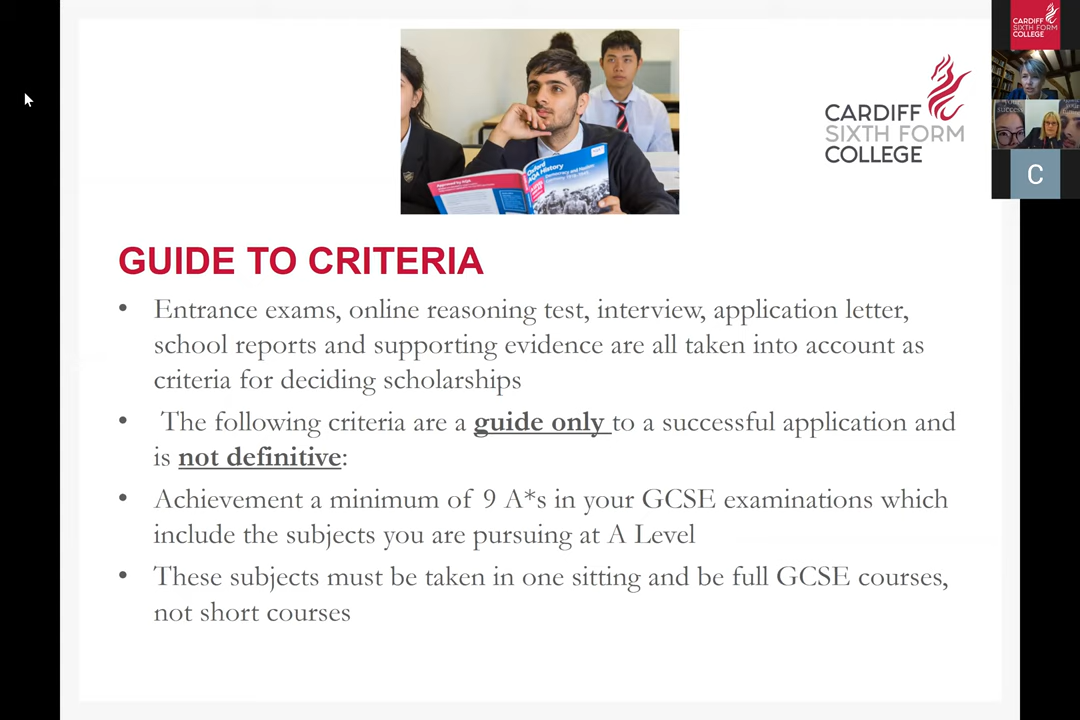 CARDIFF
SIXTH FORM
COLLEGE
CARDIFF
SIXTH FORM
COLLEGE
C
Oxford
AQA History
GUIDE TO CRITERIA
• Entrance exams, online reasoning test, interview, application letter,
school reports and supporting evidence are all taken into account as
criteria for deciding scholarships
• The following criteria are a guide only to a successful application and
is not definitive:
• Achievement a minimum of 9 A*s in your GCSE examinations which
include the subjects you are pursuing at A Level
• These subjects must be taken in one sitting and be full GCSE courses,
not short courses